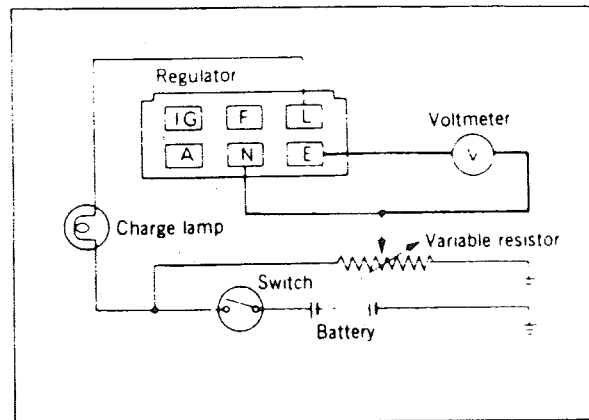 Regulator
IG F L
A N E
Voltmeter
V
Charge lamp
Variable resistor
Switch
Battery